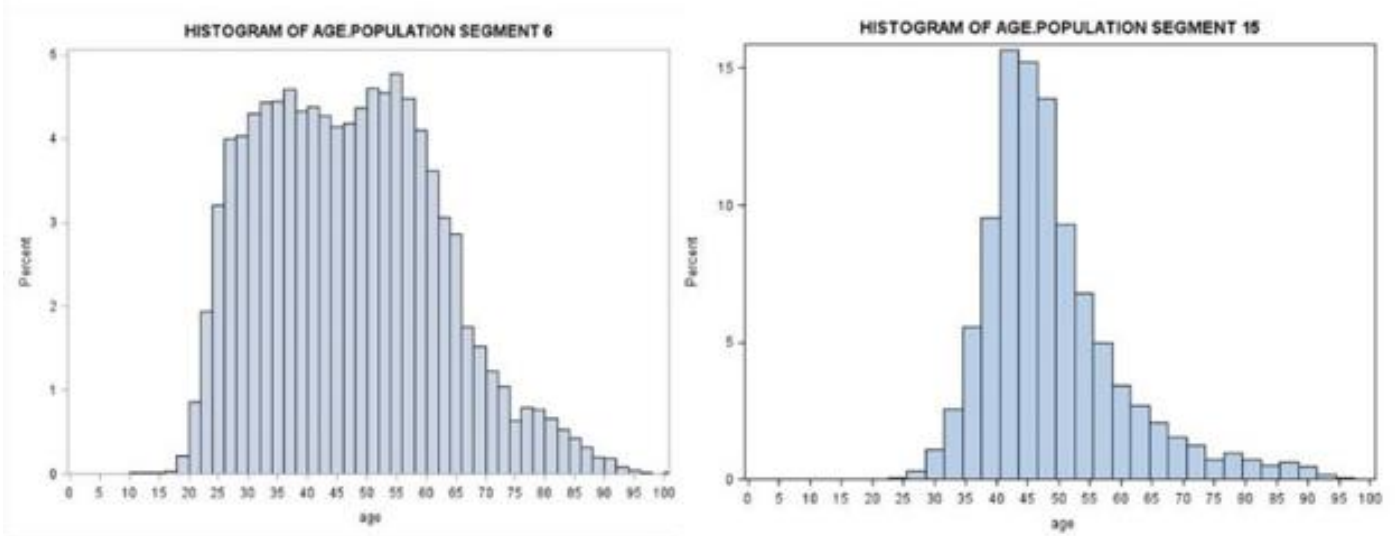 HISTOGRAM OF AGE.POPULATION SEGMENT 6
5
4
3
2
1
0
Percent
0 5 10 15 20 25 30 35 40 45 50 55 60 65 70 75 80 85 90 95 100
age
HISTOGRAM OF AGE.POPULATION SEGMENT 15
15
10
5
0
Percent
0 5 10 15 20 25 30 35 40 45 50 55 60 65 70 75 80 85 90 95 100
age